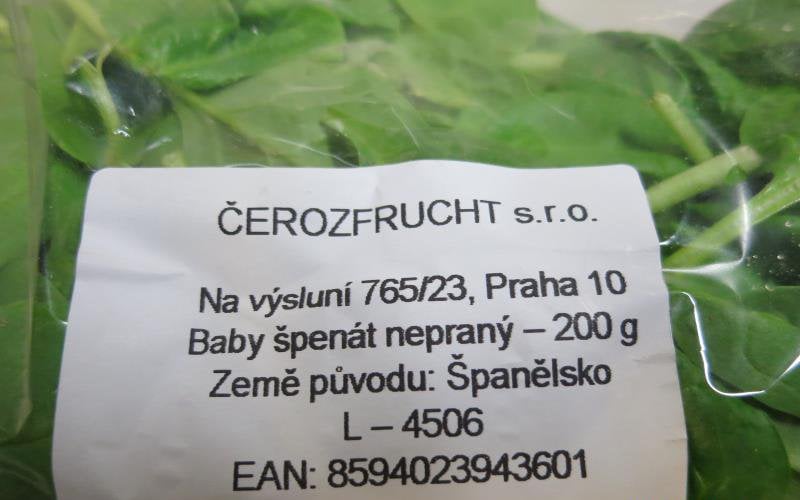 ČEROZFRUCHT s.r.o.
Na výsluní 765/23, Praha 10
Baby špenát nepraný – 200 g
Země původu: Španělsko
L – 4506
EAN: 8594023943601